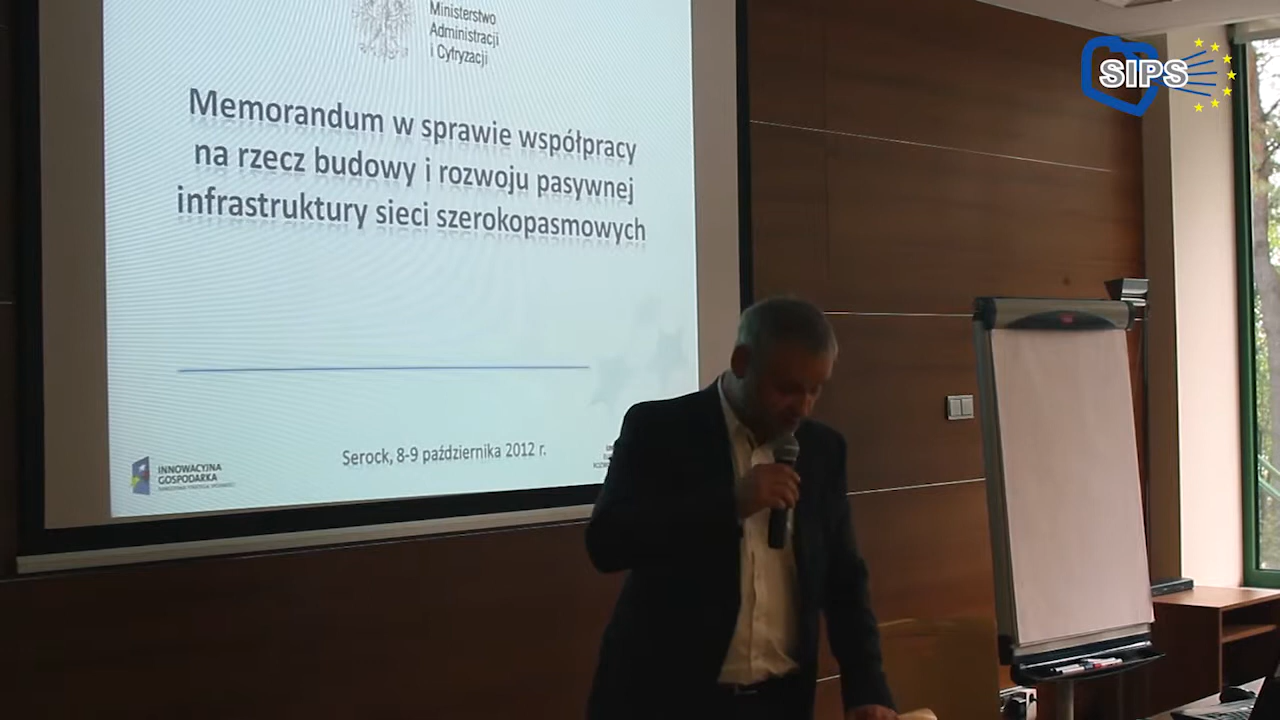 Ministerstwo
Administracji
i Cyfryzacji
SIPS
Memorandum w sprawie współpracy
na rzecz budowy i rozwoju pasywnej
infrastruktury sieci szerokopasmowych
Serock, 8-9 października 2012 r.
INNOWACYJNA
GOSPODARKA